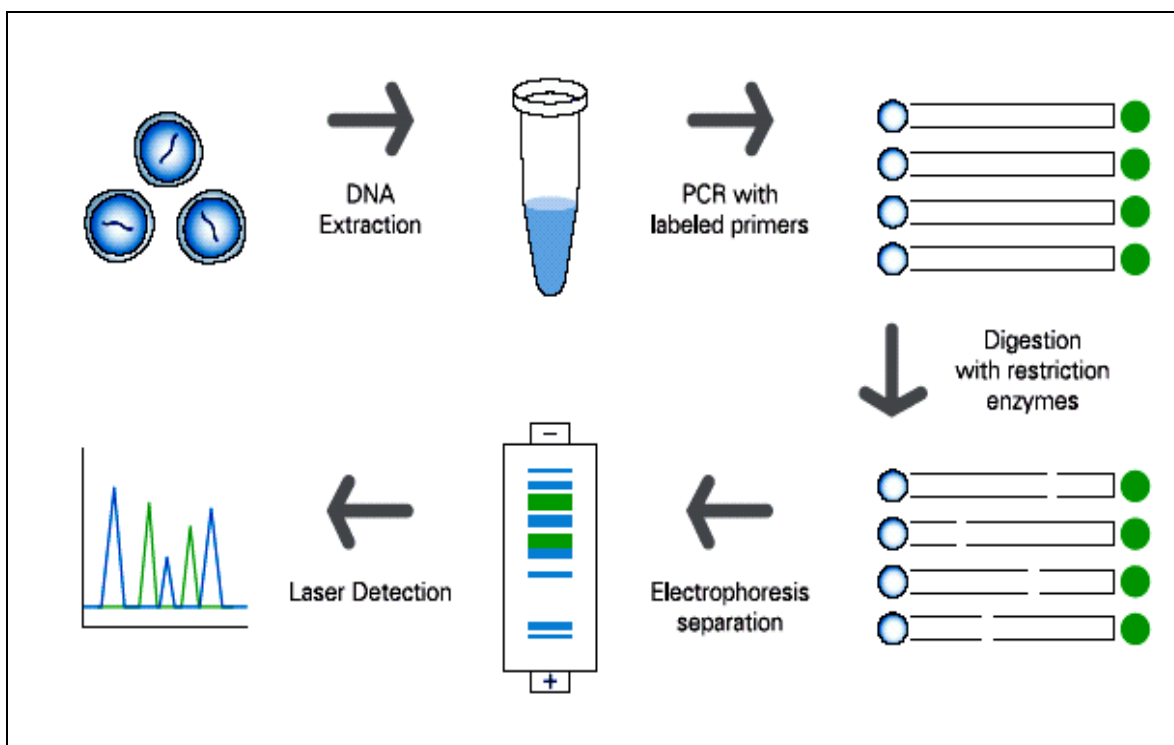 DNA
Extraction
PCR with
labeled primers
Digestion
with restriction
enzymes
−
Laser Detection
Electrophoresis
separation
+